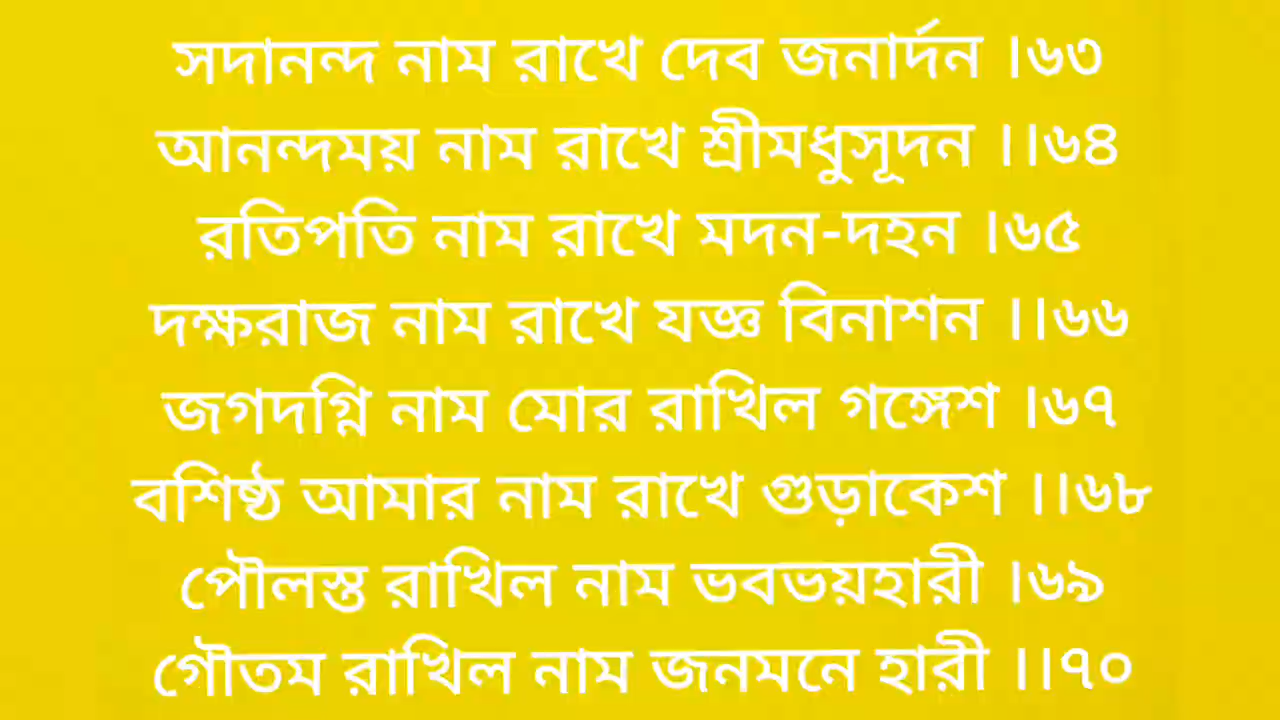 সদানন্দ নাম রাখে দেব জনার্দন ।৬৩
আনন্দময় নাম রাখে শ্রীমধুসূদন ।।৬৪
রতিপতি নাম রাখে মদন-দহন ।৬৫
দক্ষরাজ নাম রাখে যজ্ঞ বিনাশন ।।৬৬
জগদগ্নি নাম মোর রাখিল গঙ্গেশ ।৬৭
বশিষ্ঠ আমার নাম রাখে গুড়াকেশ ।।৬৮
পৌলস্ত রাখিল নাম ভবভয়হারী ।৬৯
গৌতম রাখিল নাম জনমনে হারী ।।৭০